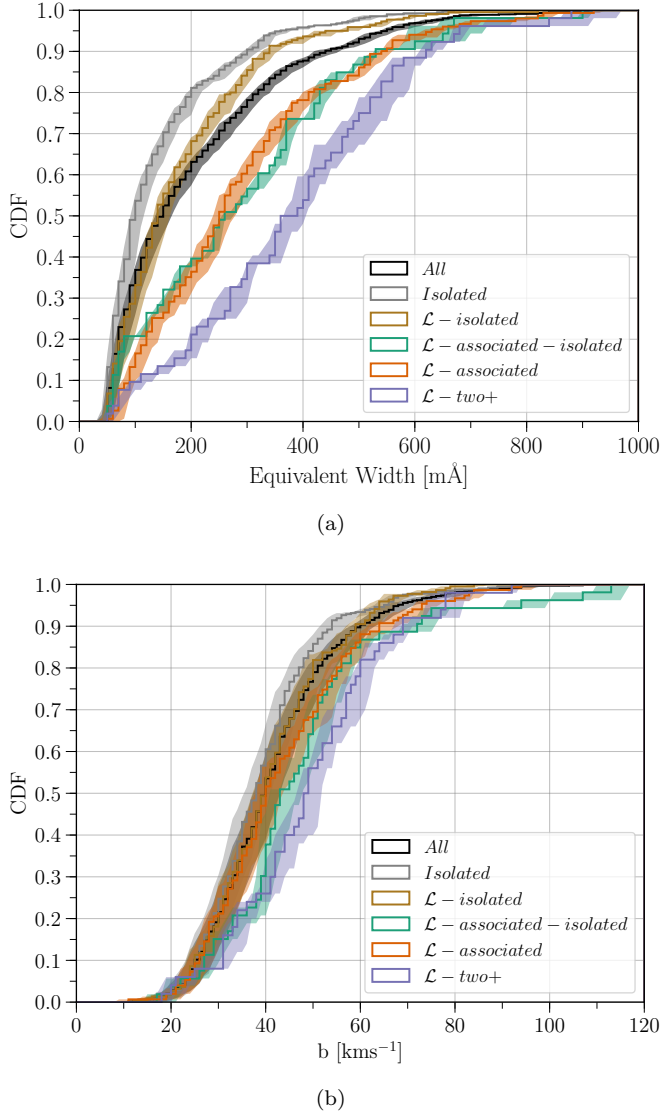 1.0
0.9
0.8
0.7
0.6
0.5
0.4
0.3
0.2
0.1
0.0
CDF
All
Isolated
ℒ − isolated
ℒ − associated − isolated
ℒ − associated
ℒ − two+
0 200 400 600 800 1000
Equivalent Width [mÅ]
(a)
1.0
0.9
0.8
0.7
0.6
0.5
0.4
0.3
0.2
0.1
0.0
CDF
All
Isolated
ℒ − isolated
ℒ − associated − isolated
ℒ − associated
ℒ − two+
0 20 40 60 80 100 120
b [kms⁻¹]
(b)